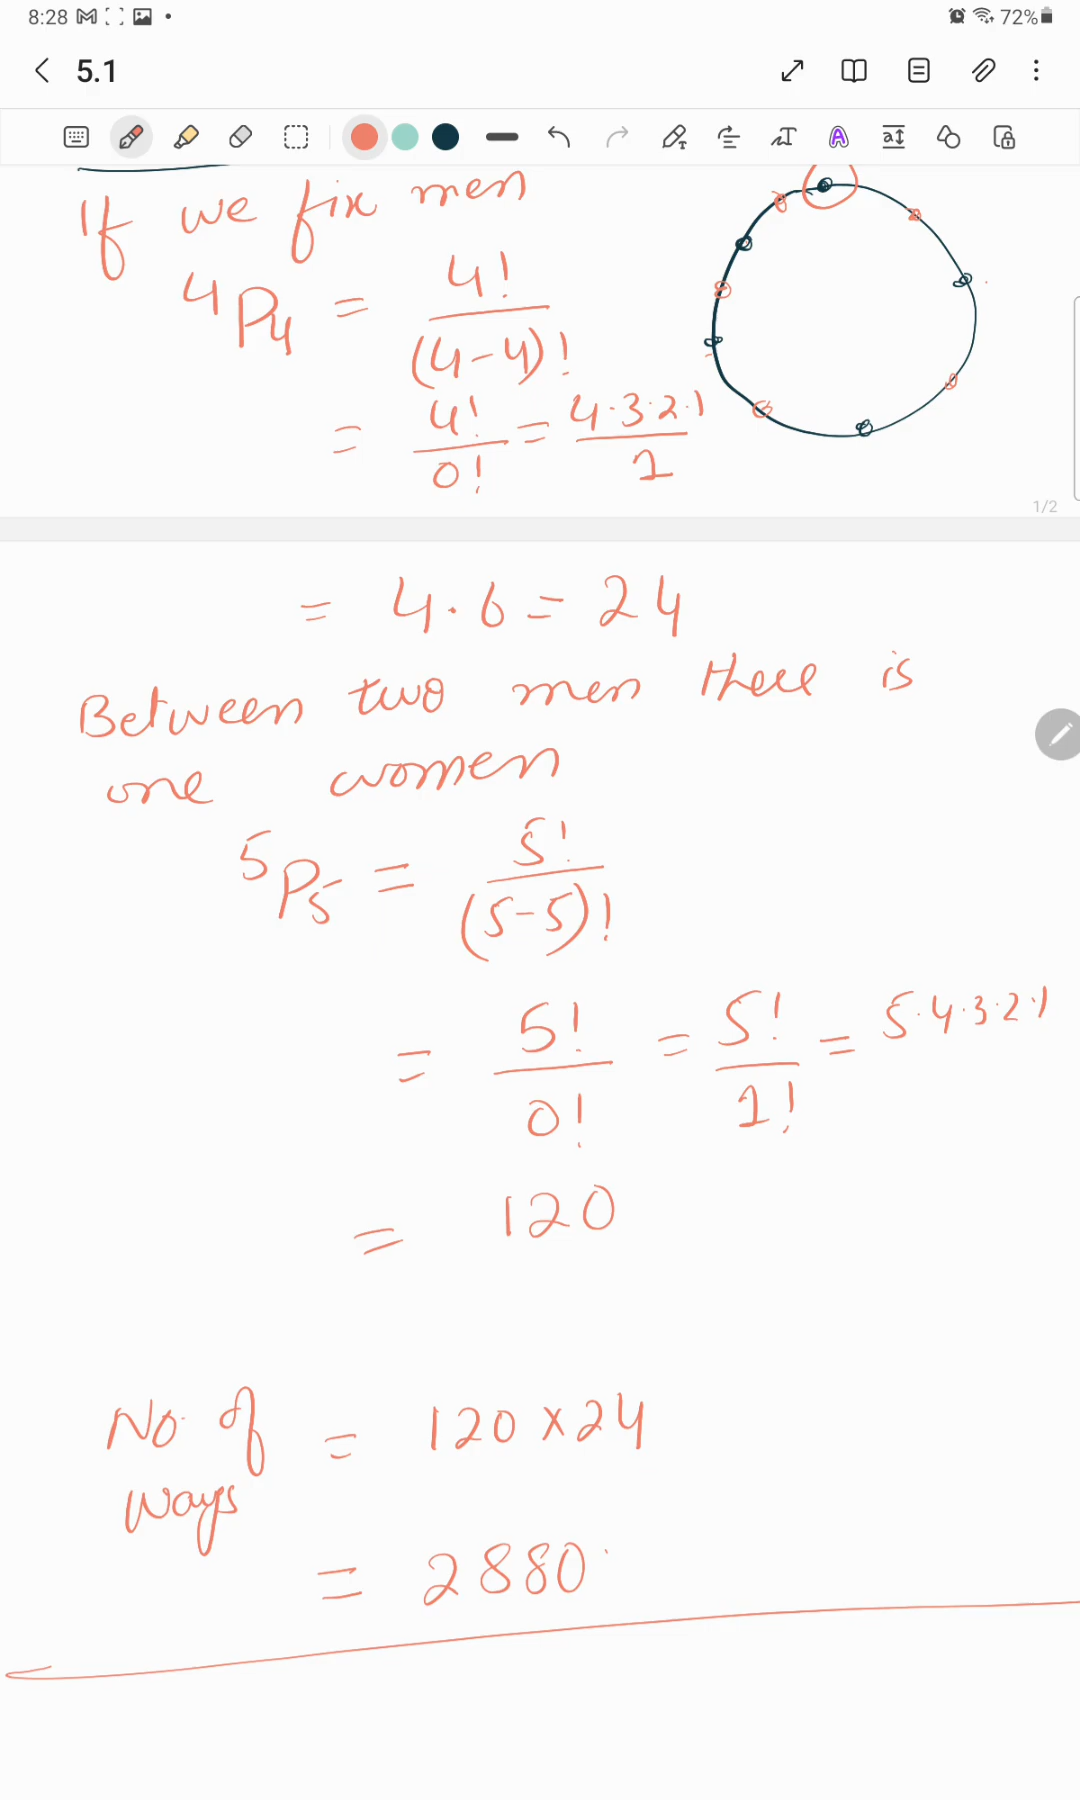 8:28
72%
5.1
If we fix men
4P4 = 4!/(4-4)!
= 4!/0! = 4·3·2·1/1
1/2
= 4·6 = 24
Between two men there is
one women
5P5 = 5!/(5-5)!
= 5!/0! = 5!/1! = 5·4·3·2·1
= 120
No. of ways = 120 x 24
= 2880